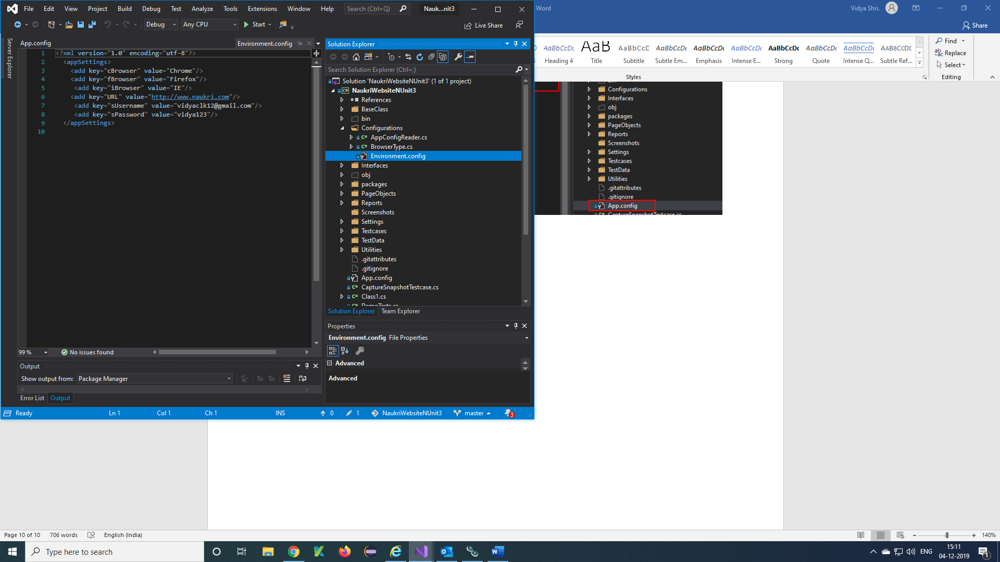 File Edit View Project Build Debug Test Analyze Tools Extensions Window Help Search (Ctrl+Q) Nauk...nit3
Word
Vidya Shri.
Debug Any CPU Start Live Share
Share
App.config
Environment.config
Server Explorer
1 <?xml version="1.0" encoding="utf-8"?>
2 <appSettings>
3 <add key="cBrowser" value="Chrome"/>
4 <add key="fBrowser" value="Firefox"/>
5 <add key="iBrowser" value="IE"/>
6 <add key="URL" value="http://www.naukri.com"/>
7 <add key="sUsername" value="vidyaclk12@gmail.com"/>
8 <add key="sPassword" value="vidya123"/>
9 </appSettings>
10
99 %
No issues found
Output
Show output from: Package Manager
Error List Output
Solution Explorer
Search Solution Explorer (Ctrl+;)
Solution 'NaukriWebsiteNUnit3' (1 of 1 project)
C# NaukriWebsiteNUnit3
References
BaseClass
bin
Configurations
C# AppConfigReader.cs
C# BrowserType.cs
Environment.config
Interfaces
obj
packages
PageObjects
Reports
Screenshots
Settings
Testcases
TestData
Utilities
.gitattributes
.gitignore
App.config
C# CaptureSnapshotTestcase.cs
C# Class1.cs
C# DemoTests.cs
Solution Explorer Team Explorer
Properties
Environment.config File Properties
Advanced
Advanced
Ready Ln 1 Col 1 Ch 1 INS 0 1 NaukriWebsiteNUnit3 master 3
AaBbCcDc AaB AaBbCcD AaBbCcDc AaBbCcDc AaBbCcDc AaBbCcDc AaBbCcDc AaBbCcDc AABBCCDE
Heading 4 Title Subtitle Subtle Em... Emphasis Intense E... Strong Quote Intense Q... Subtle Ref...
Styles
Find
Replace
Select
Editing
Configurations
Interfaces
obj
packages
PageObjects
Reports
Screenshots
Settings
Testcases
TestData
Utilities
.gitattributes
.gitignore
App.config
CaptureSnapshotTestcase.cs
Page 10 of 10 706 words English (India)
140%
Type here to search
ENG
15:11
04-12-2019
1